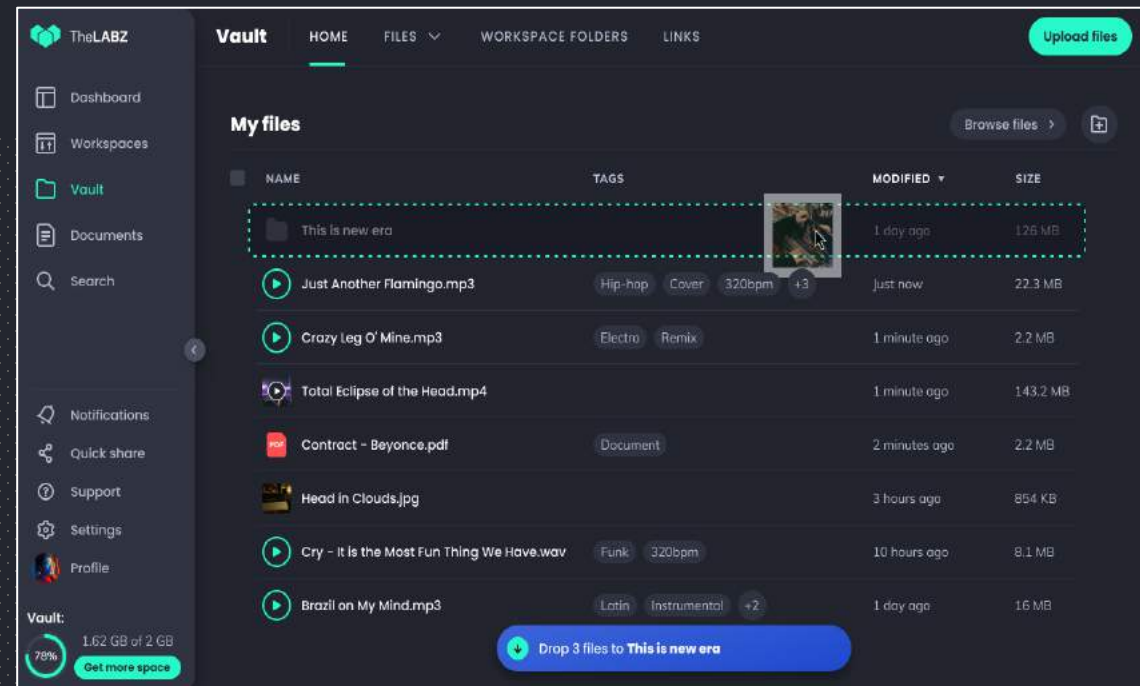 TheLABZ
Vault HOME FILES WORKSPACE FOLDERS LINKS Upload files
Dashboard
Workspaces
Vault
Documents
Search
Notifications
Quick share
Support
Settings
Profile
Vault:
78% 1.62 GB of 2 GB
Get more space
My files Browse files
NAME TAGS MODIFIED SIZE
This is new era 1 day ago 126 MB
Just Another Flamingo.mp3 Hip-hop Cover 320bpm +3 Just now 22.3 MB
Crazy Leg O' Mine.mp3 Electro Remix 1 minute ago 2.2 MB
Total Eclipse of the Head.mp4 1 minute ago 143.2 MB
PDF Contract - Beyonce.pdf Document 2 minutes ago 2.2 MB
Head in Clouds.jpg 3 hours ago 854 KB
Cry - It is the Most Fun Thing We Have.wav Funk 320bpm 10 hours ago 8.1 MB
Brazil on My Mind.mp3 Latin Instrumental +2 1 day ago 16 MB
Drop 3 files to This is new era